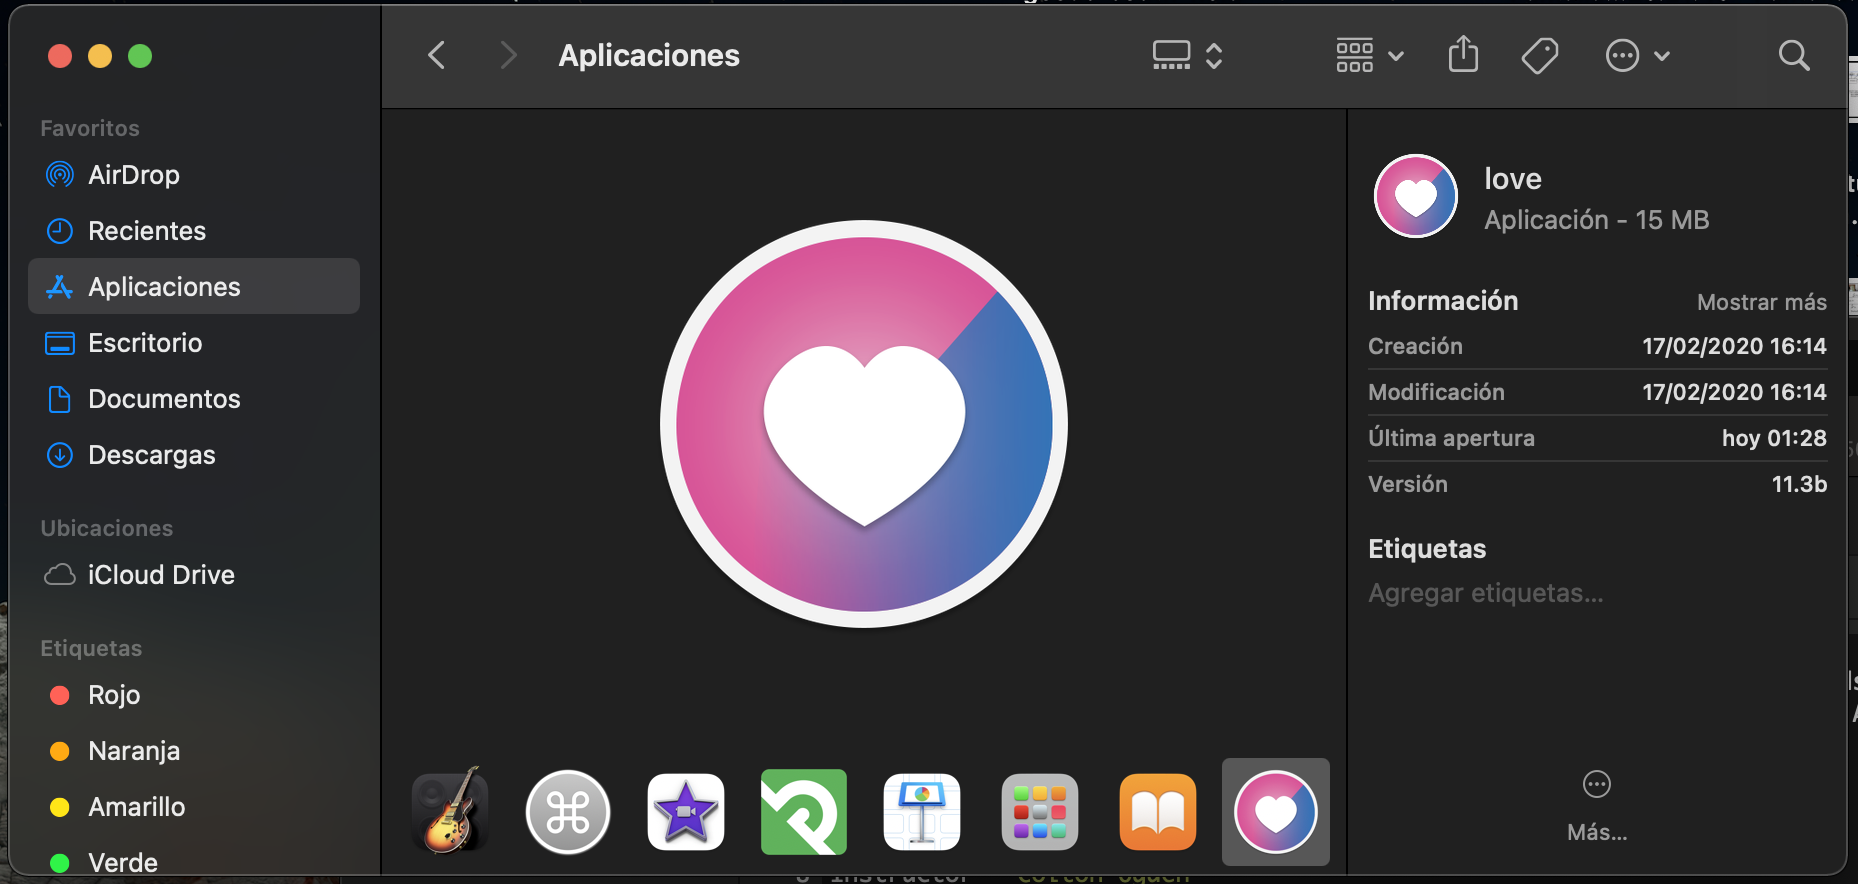 Aplicaciones
Favoritos
AirDrop
Recientes
Aplicaciones
Escritorio
Documentos
Descargas
Ubicaciones
iCloud Drive
Etiquetas
Rojo
Naranja
Amarillo
Verde
love
Aplicación - 15 MB
Información Mostrar más
Creación 17/02/2020 16:14
Modificación 17/02/2020 16:14
Última apertura hoy 01:28
Versión 11.3b
Etiquetas
Agregar etiquetas...
Más...